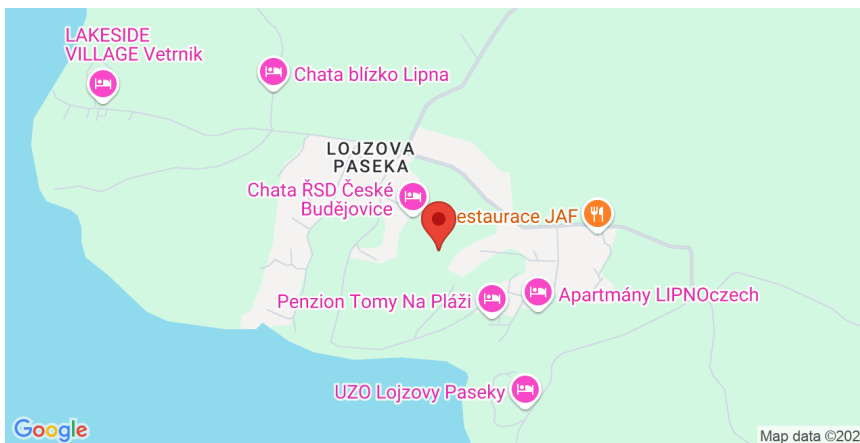 LAKESIDE
VILLAGE Vetrnik
Chata blízko Lipna
LOJZOVA
PASEKA
Chata ŘSD České
Budějovice
estaurace JAF
Penzion Tomy Na Pláži
Apartmány LIPNOczech
UZO Lojzovy Paseky
Google
Map data ©202